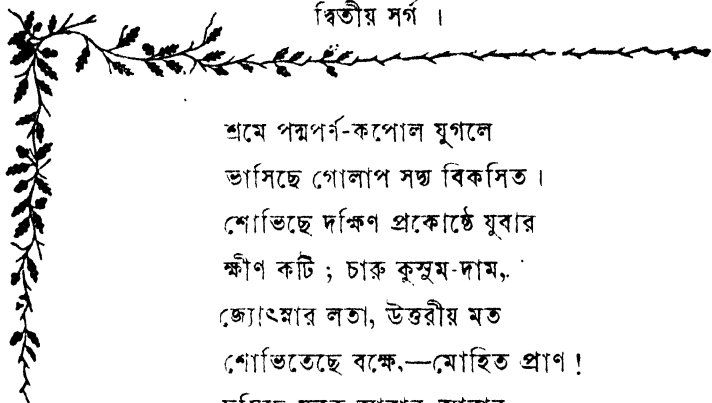 দ্বিতীয় সর্গ ।
শ্রমে পদ্মপর্ণ-কপোল যুগলে
ভাসিছে গোলাপ সদ্য বিকসিত ।
শোভিছে দক্ষিণ প্রকোষ্ঠে যুবার
ক্ষীণ কটি ; চারু কুসুম-দাম,.
জ্যোৎস্নার লতা, উত্তরীয় মত
শোভিতেছে বক্ষে,—মোহিত প্রাণ !